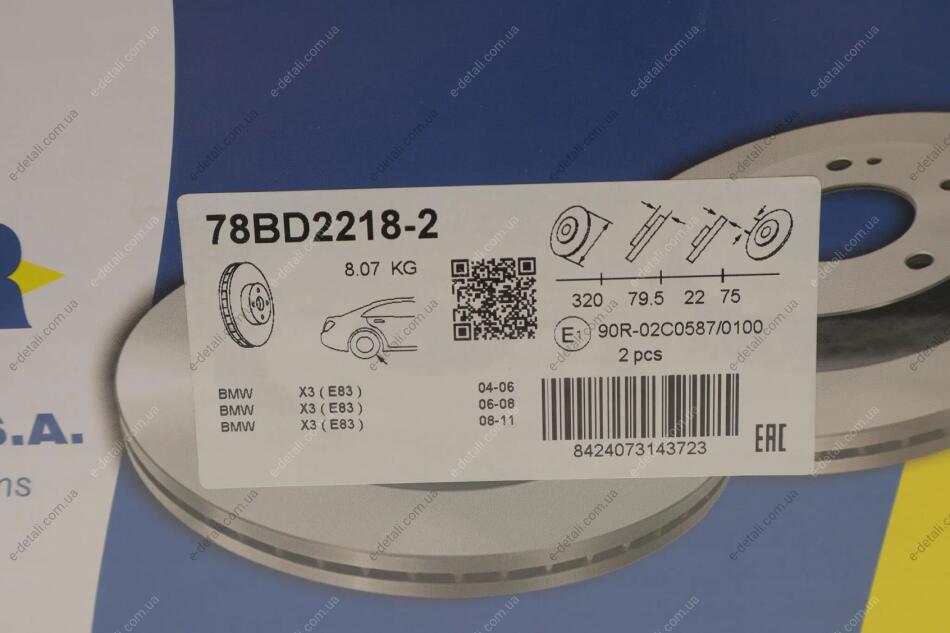 78BD2218-2
8.07 KG
320 79.5 22 75
E1 90R-02C0587/0100
2 pcs
BMW X3 ( E83 ) 04-06
BMW X3 ( E83 ) 06-08
BMW X3 ( E83 ) 08-11
8424073143723
EAC
R
S.A.
ms
e-detali.com.ua